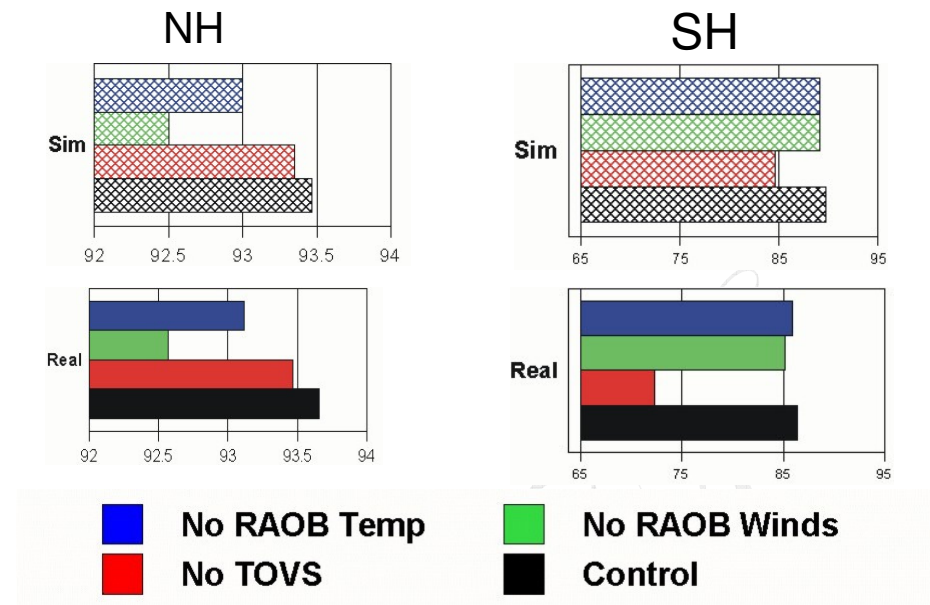 NH
SH
Sim
92 92.5 93 93.5 94
Sim
65 75 85 95
Real
92 92.5 93 93.5 94
Real
65 75 85 95
No RAOB Temp
No RAOB Winds
No TOVS
Control